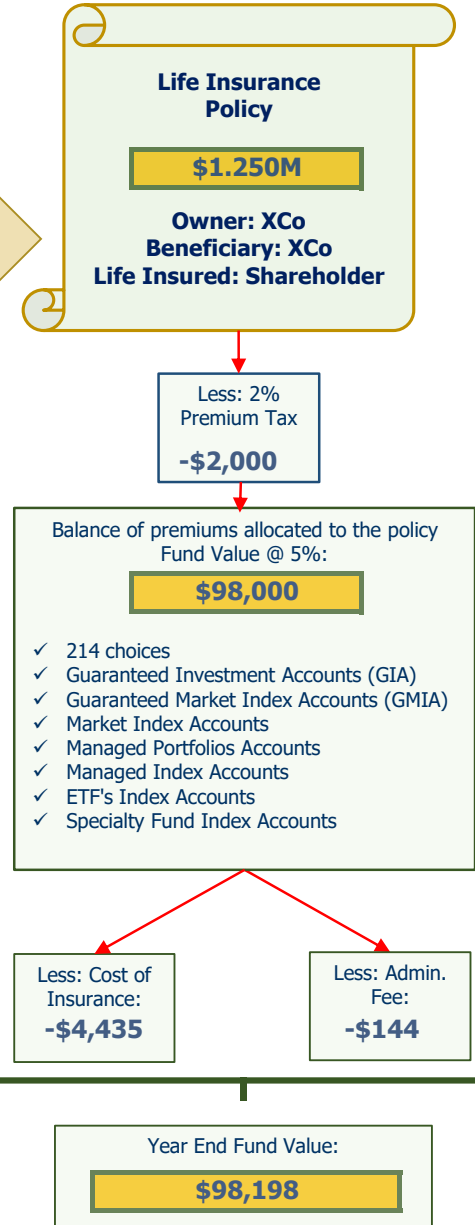 Life Insurance
Policy
$1.250M
Owner: XCo
Beneficiary: XCo
Life Insured: Shareholder
Less: 2%
Premium Tax
-$2,000
Balance of premiums allocated to the policy
Fund Value @ 5%:
$98,000
✓ 214 choices
✓ Guaranteed Investment Accounts (GIA)
✓ Guaranteed Market Index Accounts (GMIA)
✓ Market Index Accounts
✓ Managed Portfolios Accounts
✓ Managed Index Accounts
✓ ETF's Index Accounts
✓ Specialty Fund Index Accounts
Less: Cost of
Insurance:
-$4,435
Less: Admin.
Fee:
-$144
Year End Fund Value:
$98,198